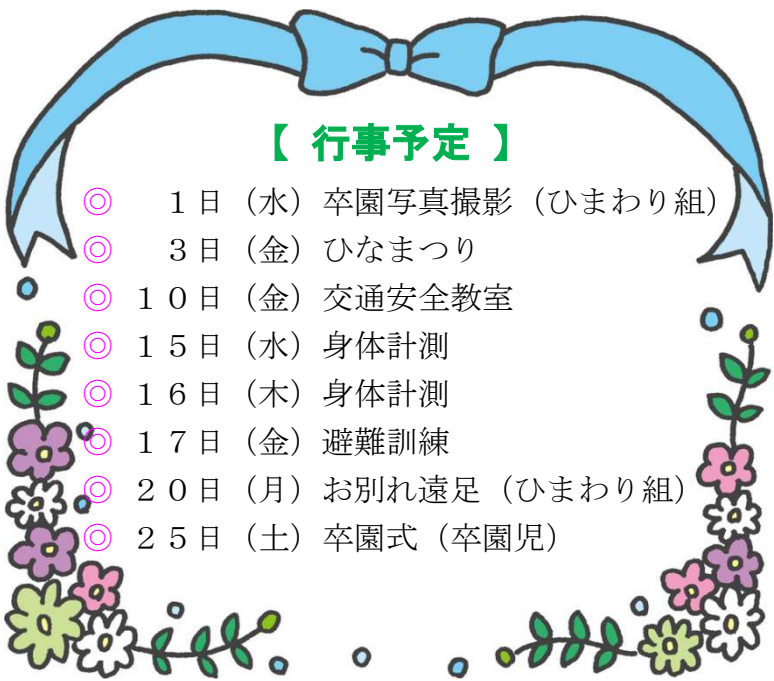 【 行事予定 】
◎　１日（水）卒園写真撮影（ひまわり組）
◎　３日（金）ひなまつり
◎ １０日（金）交通安全教室
◎ １５日（水）身体計測
◎ １６日（木）身体計測
◎ １７日（金）避難訓練
◎ ２０日（月）お別れ遠足（ひまわり組）
◎ ２５日（土）卒園式（卒園児）